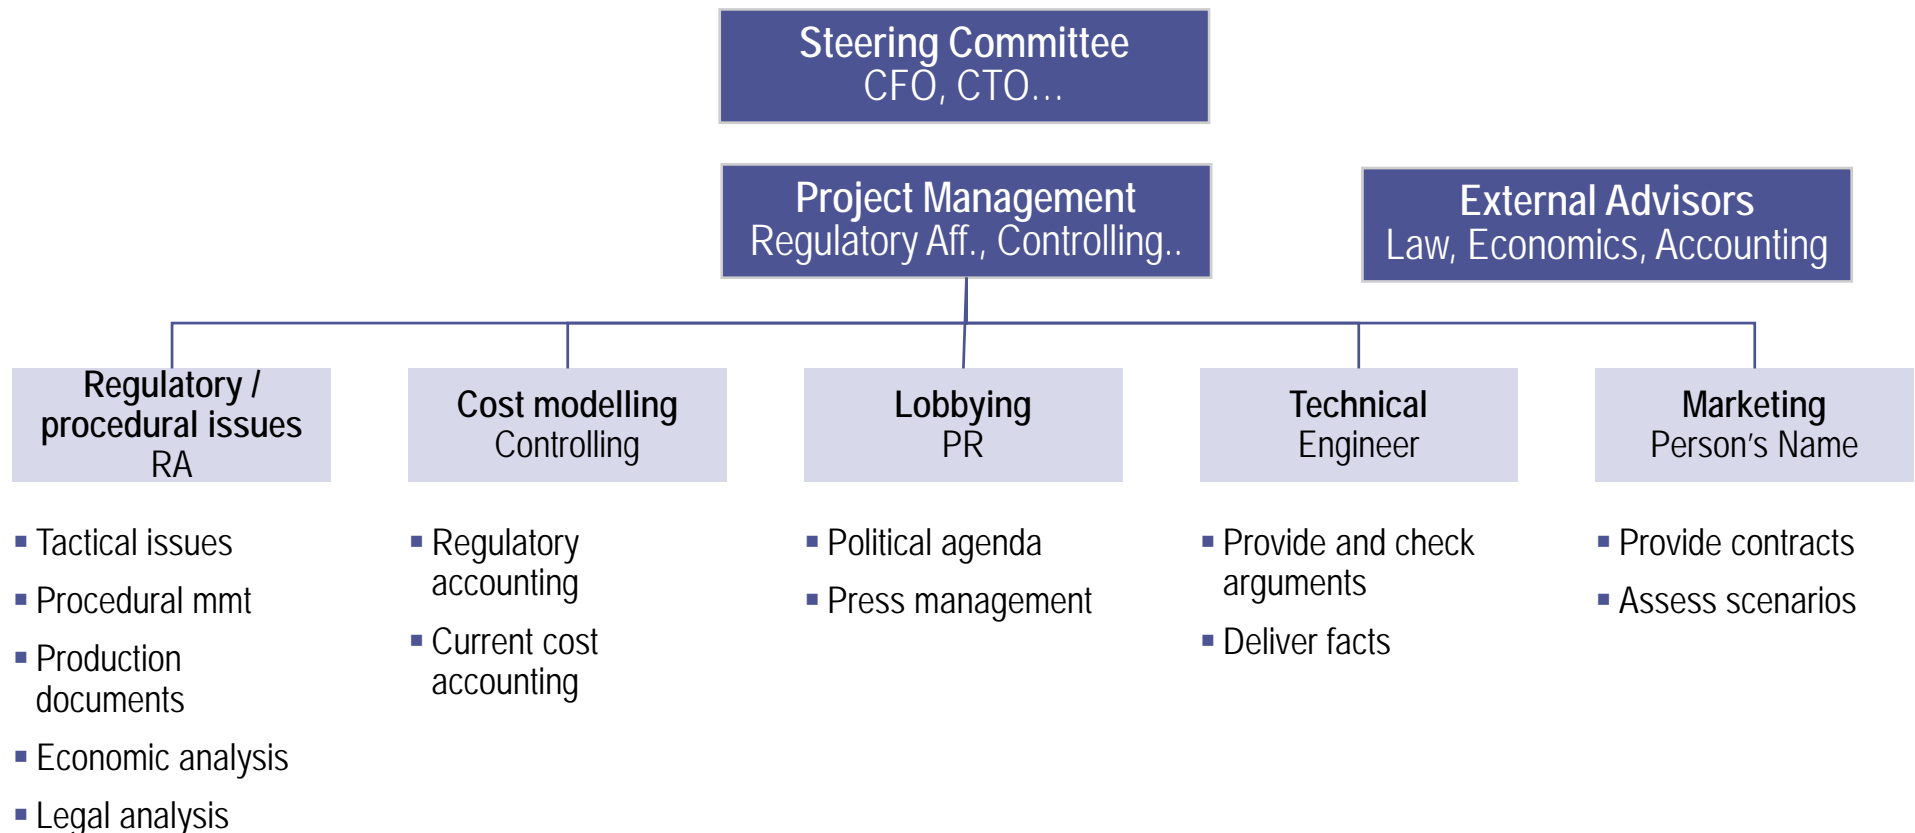 Steering Committee
CFO, CTO…
Project Management
Regulatory Aff., Controlling..
External Advisors
Law, Economics, Accounting
Regulatory /
procedural issues
RA
Cost modelling
Controlling
Lobbying
PR
Technical
Engineer
Marketing
Person's Name
▪ Tactical issues
▪ Procedural mmt
▪ Production
documents
▪ Economic analysis
▪ Legal analysis
▪ Regulatory
accounting
▪ Current cost
accounting
▪ Political agenda
▪ Press management
▪ Provide and check
arguments
▪ Deliver facts
▪ Provide contracts
▪ Assess scenarios